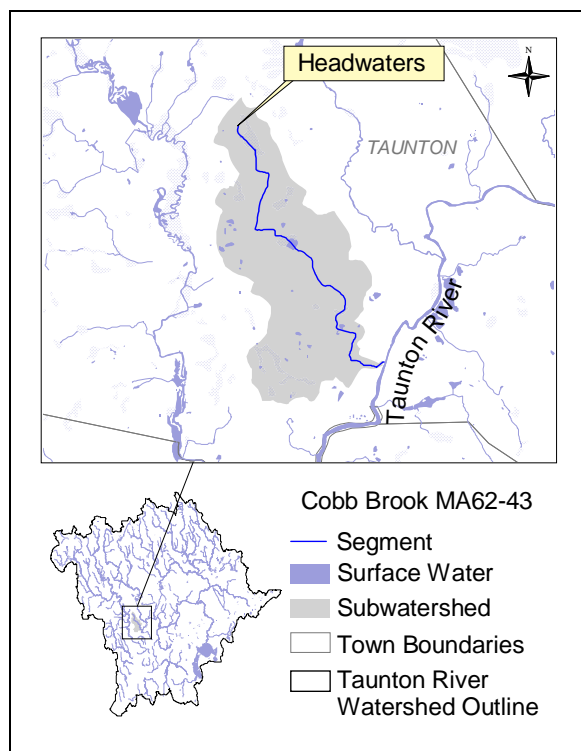 Headwaters
N
TAUNTON
Taunton River
Cobb Brook MA62-43
Segment
Surface Water
Subwatershed
Town Boundaries
Taunton River
Watershed Outline